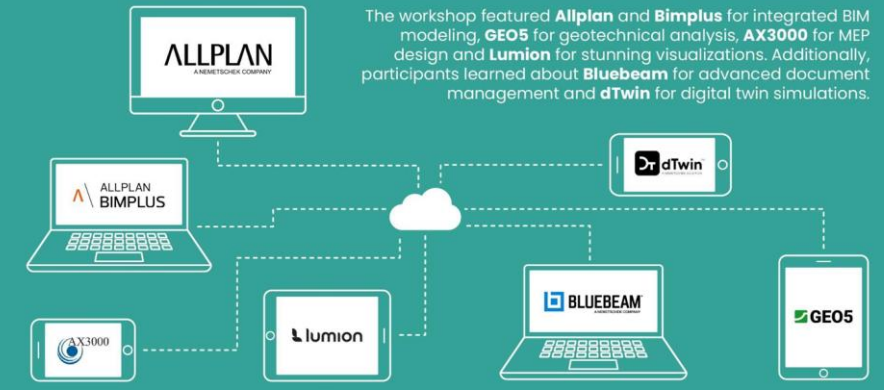 The workshop featured Allplan and Bimplus for integrated BIM
modeling, GEO5 for geotechnical analysis, AX3000 for MEP
design and Lumion for stunning visualizations. Additionally,
participants learned about Bluebeam for advanced document
management and dTwin for digital twin simulations.
ALLPLAN
A NEMETSCHEK COMPANY
dTwin
ALLPLAN
BIMPLUS
BLUEBEAM
A NEMETSCHEK COMPANY
GEO5
AX3000
lumion